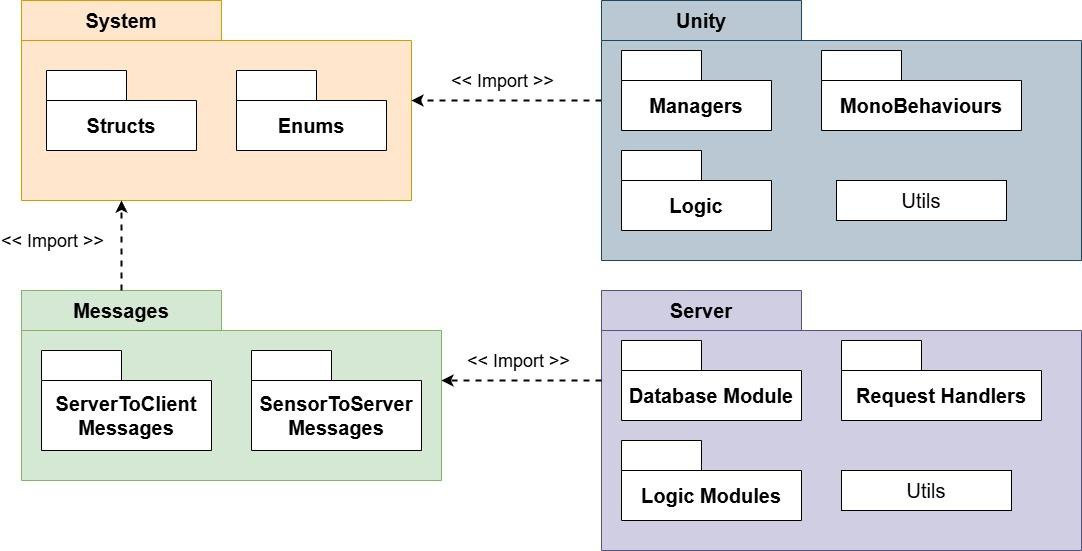 System
Structs
Enums
<< Import >>
Unity
Managers
MonoBehaviours
Logic
Utils
<< Import >>
Messages
ServerToClient
Messages
SensorToServer
Messages
<< Import >>
Server
Database Module
Request Handlers
Logic Modules
Utils